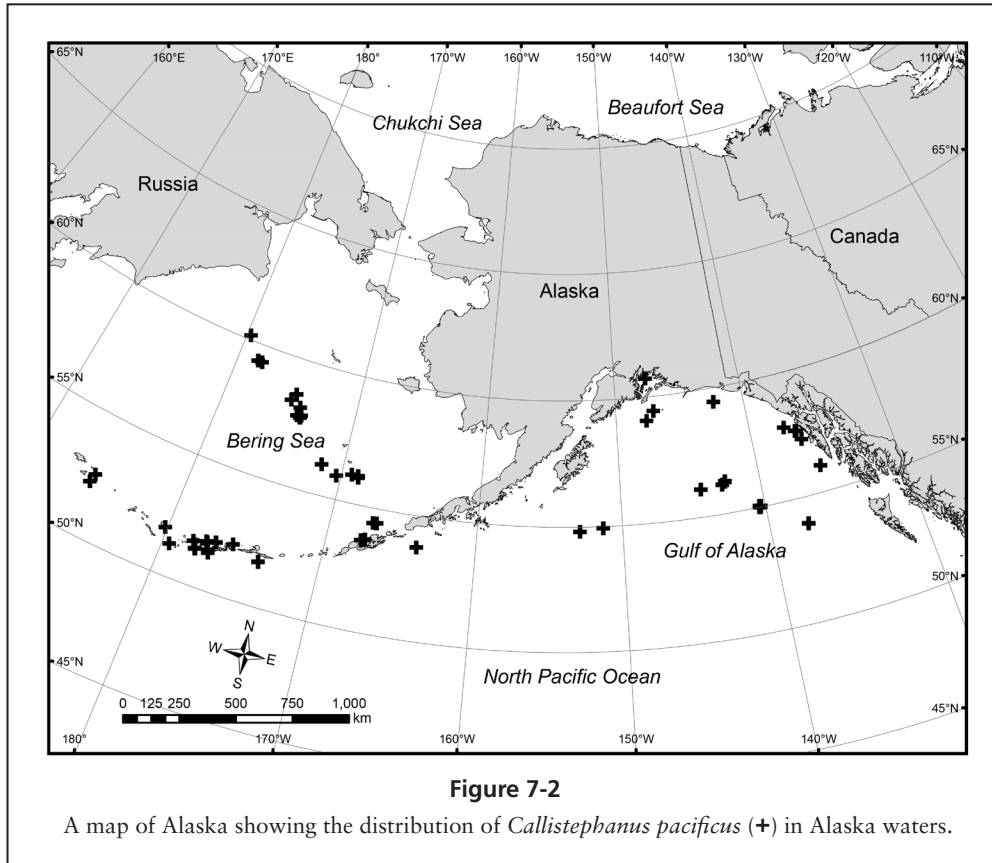 65°N 160°E 170°E 180° 170°W 160°W 150°W 140°W 130°W 120°W 110°W
Beaufort Sea
Chukchi Sea
65°N
Russia
60°N
Canada
Alaska
60°N
55°N
Bering Sea
55°N
50°N
Gulf of Alaska
50°N
N
W E
S
45°N
North Pacific Ocean
0 125 250 500 750 1,000
km
45°N
180° 170°W 160°W 150°W 140°W
Figure 7-2
A map of Alaska showing the distribution of Callistephanus pacificus (+) in Alaska waters.